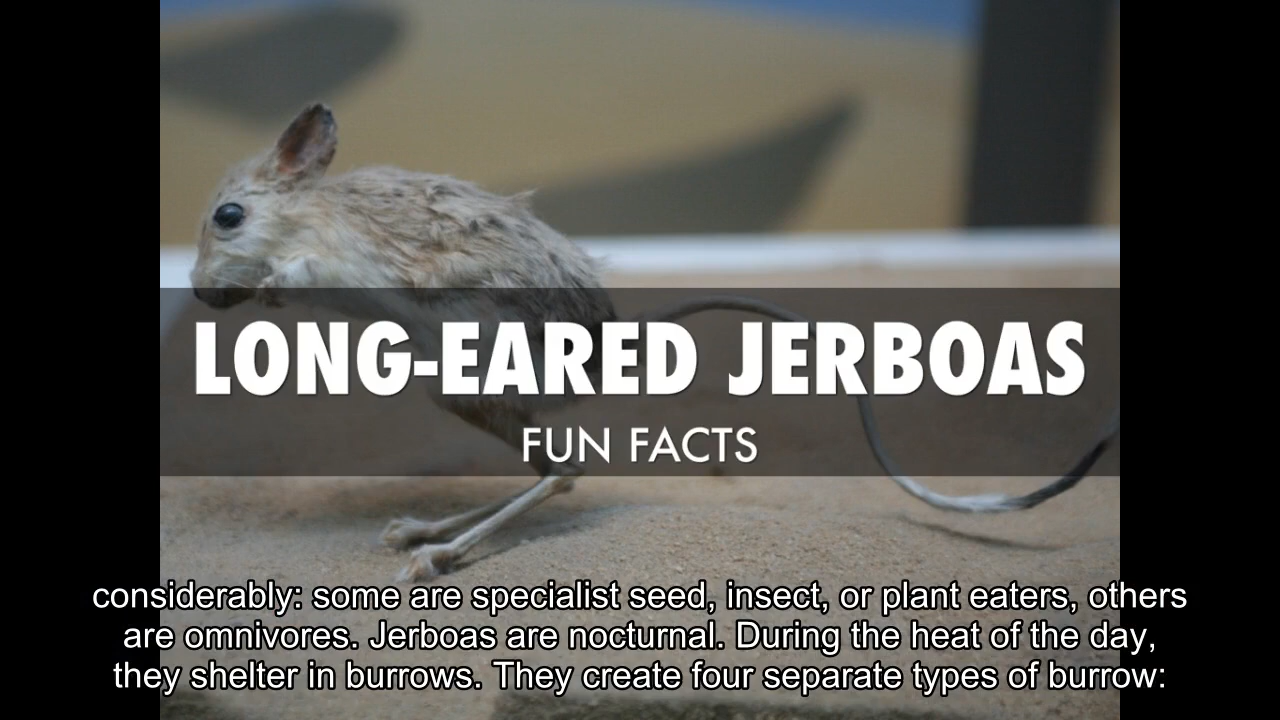 LONG-EARED JERBOAS
FUN FACTS
considerably: some are specialist seed, insect, or plant eaters, others
are omnivores. Jerboas are nocturnal. During the heat of the day,
they shelter in burrows. They create four separate types of burrow: